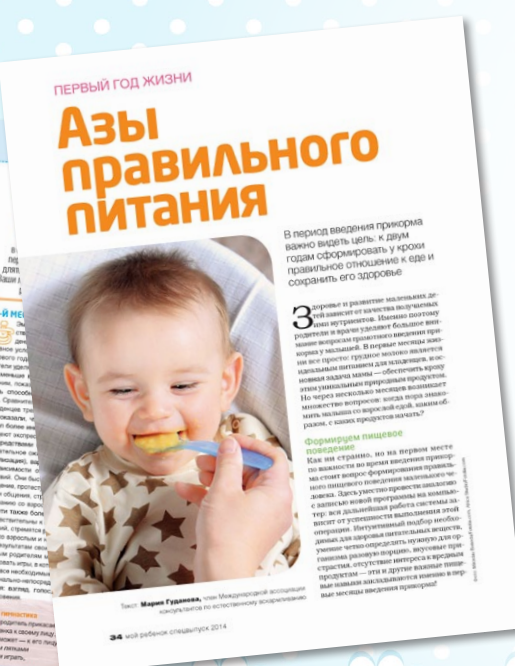 ПЕРВЫЙ ГОД ЖИЗНИ
Азы
правильного
питания
В период введения прикорма
важно видеть цель: к двум
годам сформировать у крохи
правильное отношение к еде и
сохранить его здоровье
Здоровье и развитие маленьких де-
тей зависит от качества получаемых
ими нутриентов. Именно поэтому
родители и врачи уделяют большое вни-
мание вопросам грамотного введения при-
корма у малышей. В первые месяцы жиз-
ни все просто: грудное молоко является
идеальным питанием для младенцев, и ос-
новная задача мамы — обеспечить кроху
этим уникальным природным продуктом.
Но через несколько месяцев возникает
множество вопросов: когда пора знако-
мить малыша со взрослой едой, каким об-
разом, с каких продуктов начать?
Формируем пищевое
поведение
Как ни странно, но на первом месте
по важности во время введения прикор-
ма стоит вопрос формирования правиль-
ного пищевого поведения маленького че-
ловека. Здесь уместно провести аналогию
с записью новой программы на компью-
тер: вся дальнейшая работа системы за-
висит от успешности выполнения этой
операции. Интуитивный подбор необхо-
димых для здоровья питательных веществ,
умение четко определить нужную для ор-
ганизма разовую порцию, вкусовые при-
страстия, отсутствие интереса к вредным
продуктам — эти и другие важные пище-
вые навыки закладываются именно в пер-
вые месяцы введения прикорма!
Текст: Мария Гуданова, член Международной ассоциации
консультантов по естественному вскармливанию
34 мой ребенок спецвыпуск 2014